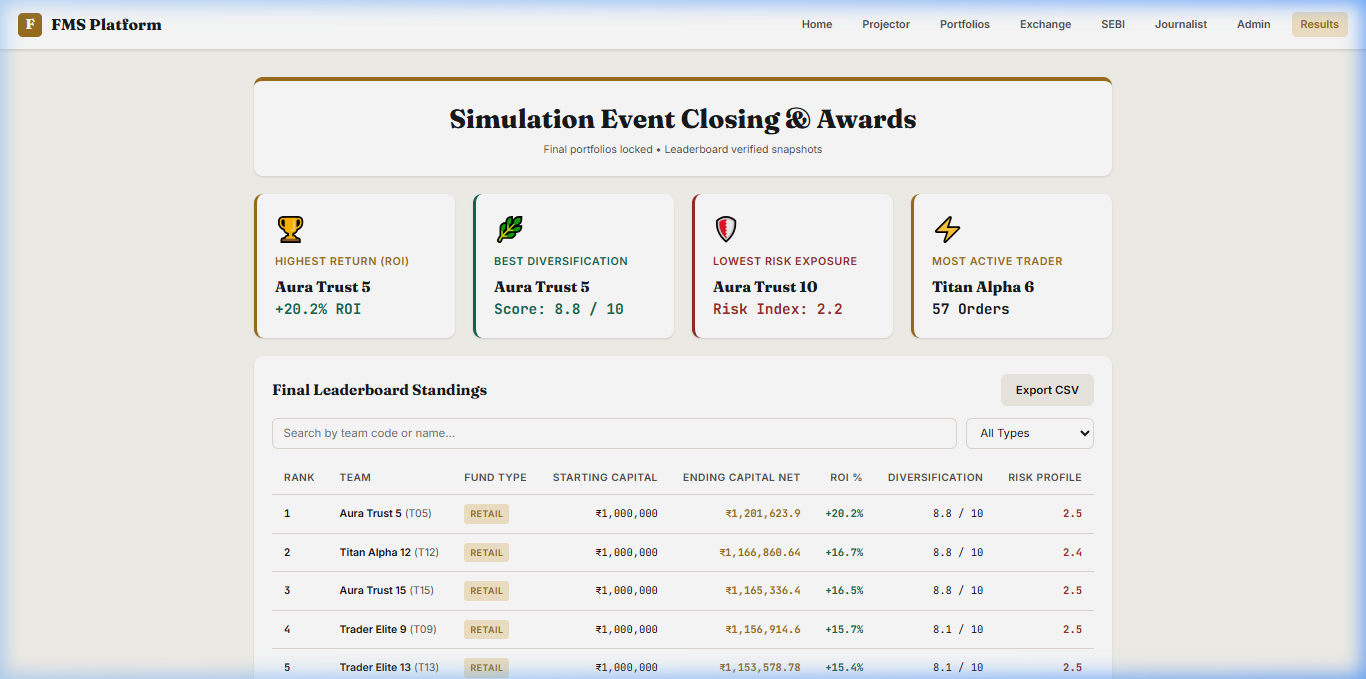 F FMS Platform Home Projector Portfolios Exchange SEBI Journalist Admin Results
Simulation Event Closing & Awards
Final portfolios locked • Leaderboard verified snapshots
HIGHEST RETURN (ROI)
Aura Trust 5
+20.2% ROI
BEST DIVERSIFICATION
Aura Trust 5
Score: 8.8 / 10
LOWEST RISK EXPOSURE
Aura Trust 10
Risk Index: 2.2
MOST ACTIVE TRADER
Titan Alpha 6
57 Orders
Final Leaderboard Standings Export CSV
Search by team code or name... All Types
RANK TEAM FUND TYPE STARTING CAPITAL ENDING CAPITAL NET ROI % DIVERSIFICATION RISK PROFILE
1 Aura Trust 5 (T05) RETAIL ₹1,000,000 ₹1,201,623.9 +20.2% 8.8 / 10 2.5
2 Titan Alpha 12 (T12) RETAIL ₹1,000,000 ₹1,166,860.64 +16.7% 8.8 / 10 2.4
3 Aura Trust 15 (T15) RETAIL ₹1,000,000 ₹1,165,336.4 +16.5% 8.8 / 10 2.5
4 Trader Elite 9 (T09) RETAIL ₹1,000,000 ₹1,156,914.6 +15.7% 8.1 / 10 2.5
5 Trader Elite 13 (T13) RETAIL ₹1,000,000 ₹1,153,578.78 +15.4% 8.1 / 10 2.5